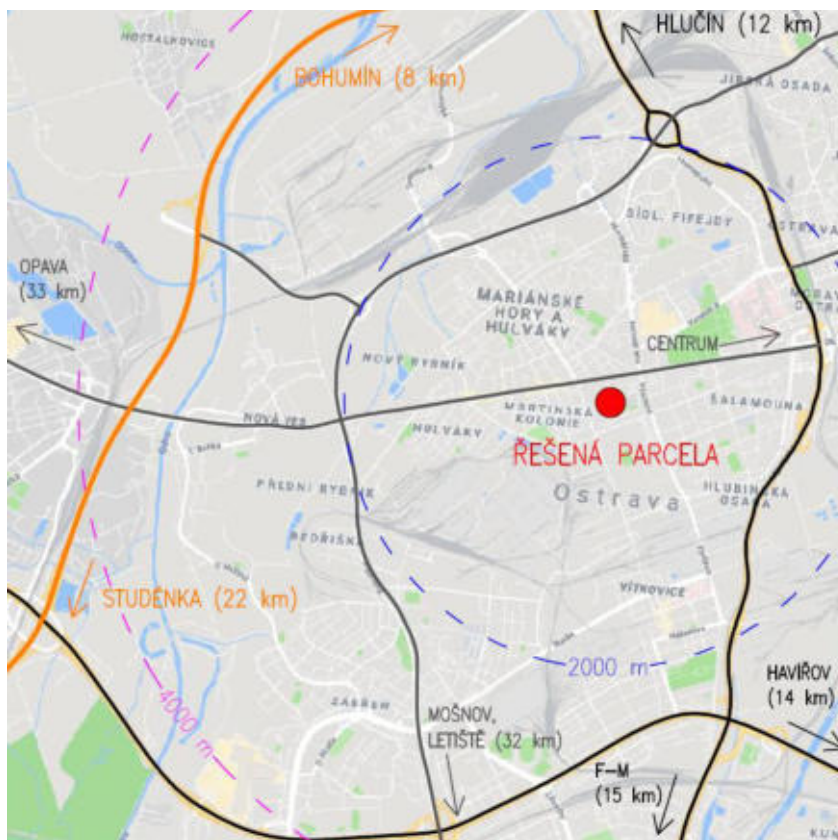 HLUČÍN (12 km)
HOŠŤÁLKOVICE
BOHUMÍN (8 km)
JIRSKÁ OSADA
SÍDL. FIFEJDY
OSTRAVA
OPAVA
(33 km)
MARIÁNSKÉ
HORY A
HULVÁKY
CENTRUM
NOVÝ RYBNÍK
NOVÁ VES
MARTINSKÁ
KOLONIE
ŠALAMOUNA
HULVÁKY
ŘEŠENÁ PARCELA
PŘEDNÍ RYBNÍK
Ostrava
HLUBINSKÁ
OSADA
BEDŘIŠKA
STUDÉNKA (22 km)
VÍTKOVICE
2000 m
HAVÍŘOV
(14 km)
4000 m
ZÁBŘEH
MOŠNOV,
LETIŠTĚ (32 km)
F-M
(15 km)